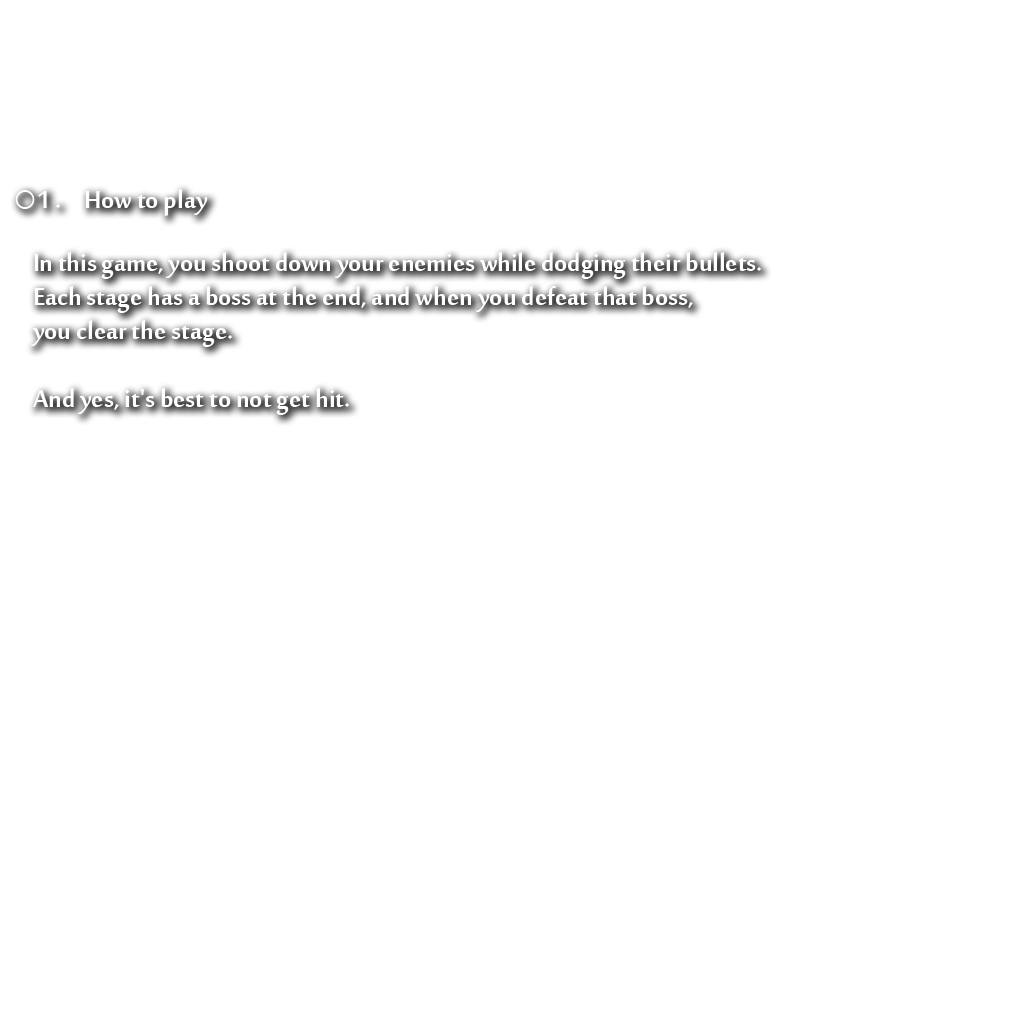 ○1. How to play
In this game, you shoot down your enemies while dodging their bullets.
Each stage has a boss at the end, and when you defeat that boss,
you clear the stage.
And yes, it's best to not get hit.